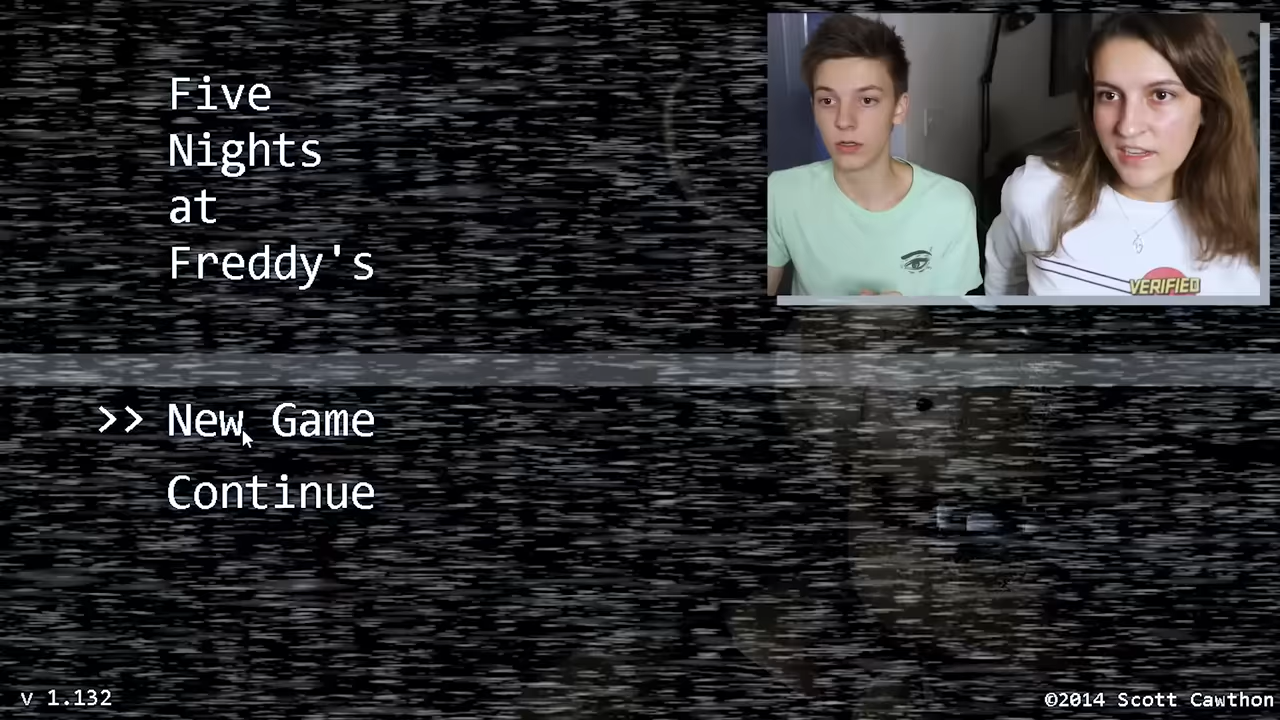 Five
Nights
at
Freddy's
VERIFIED
>> New Game
Continue
v 1.132
©2014 Scott Cawthon